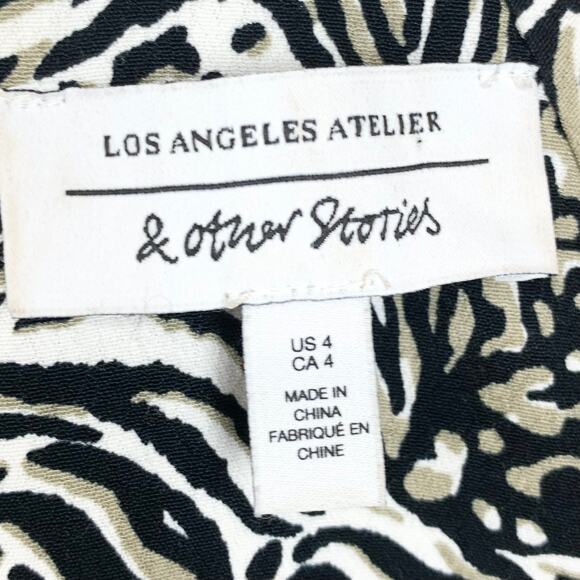 LOS ANGELES ATELIER
& other Stories
US 4
CA 4
MADE IN
CHINA
FABRIQUÉ EN
CHINE